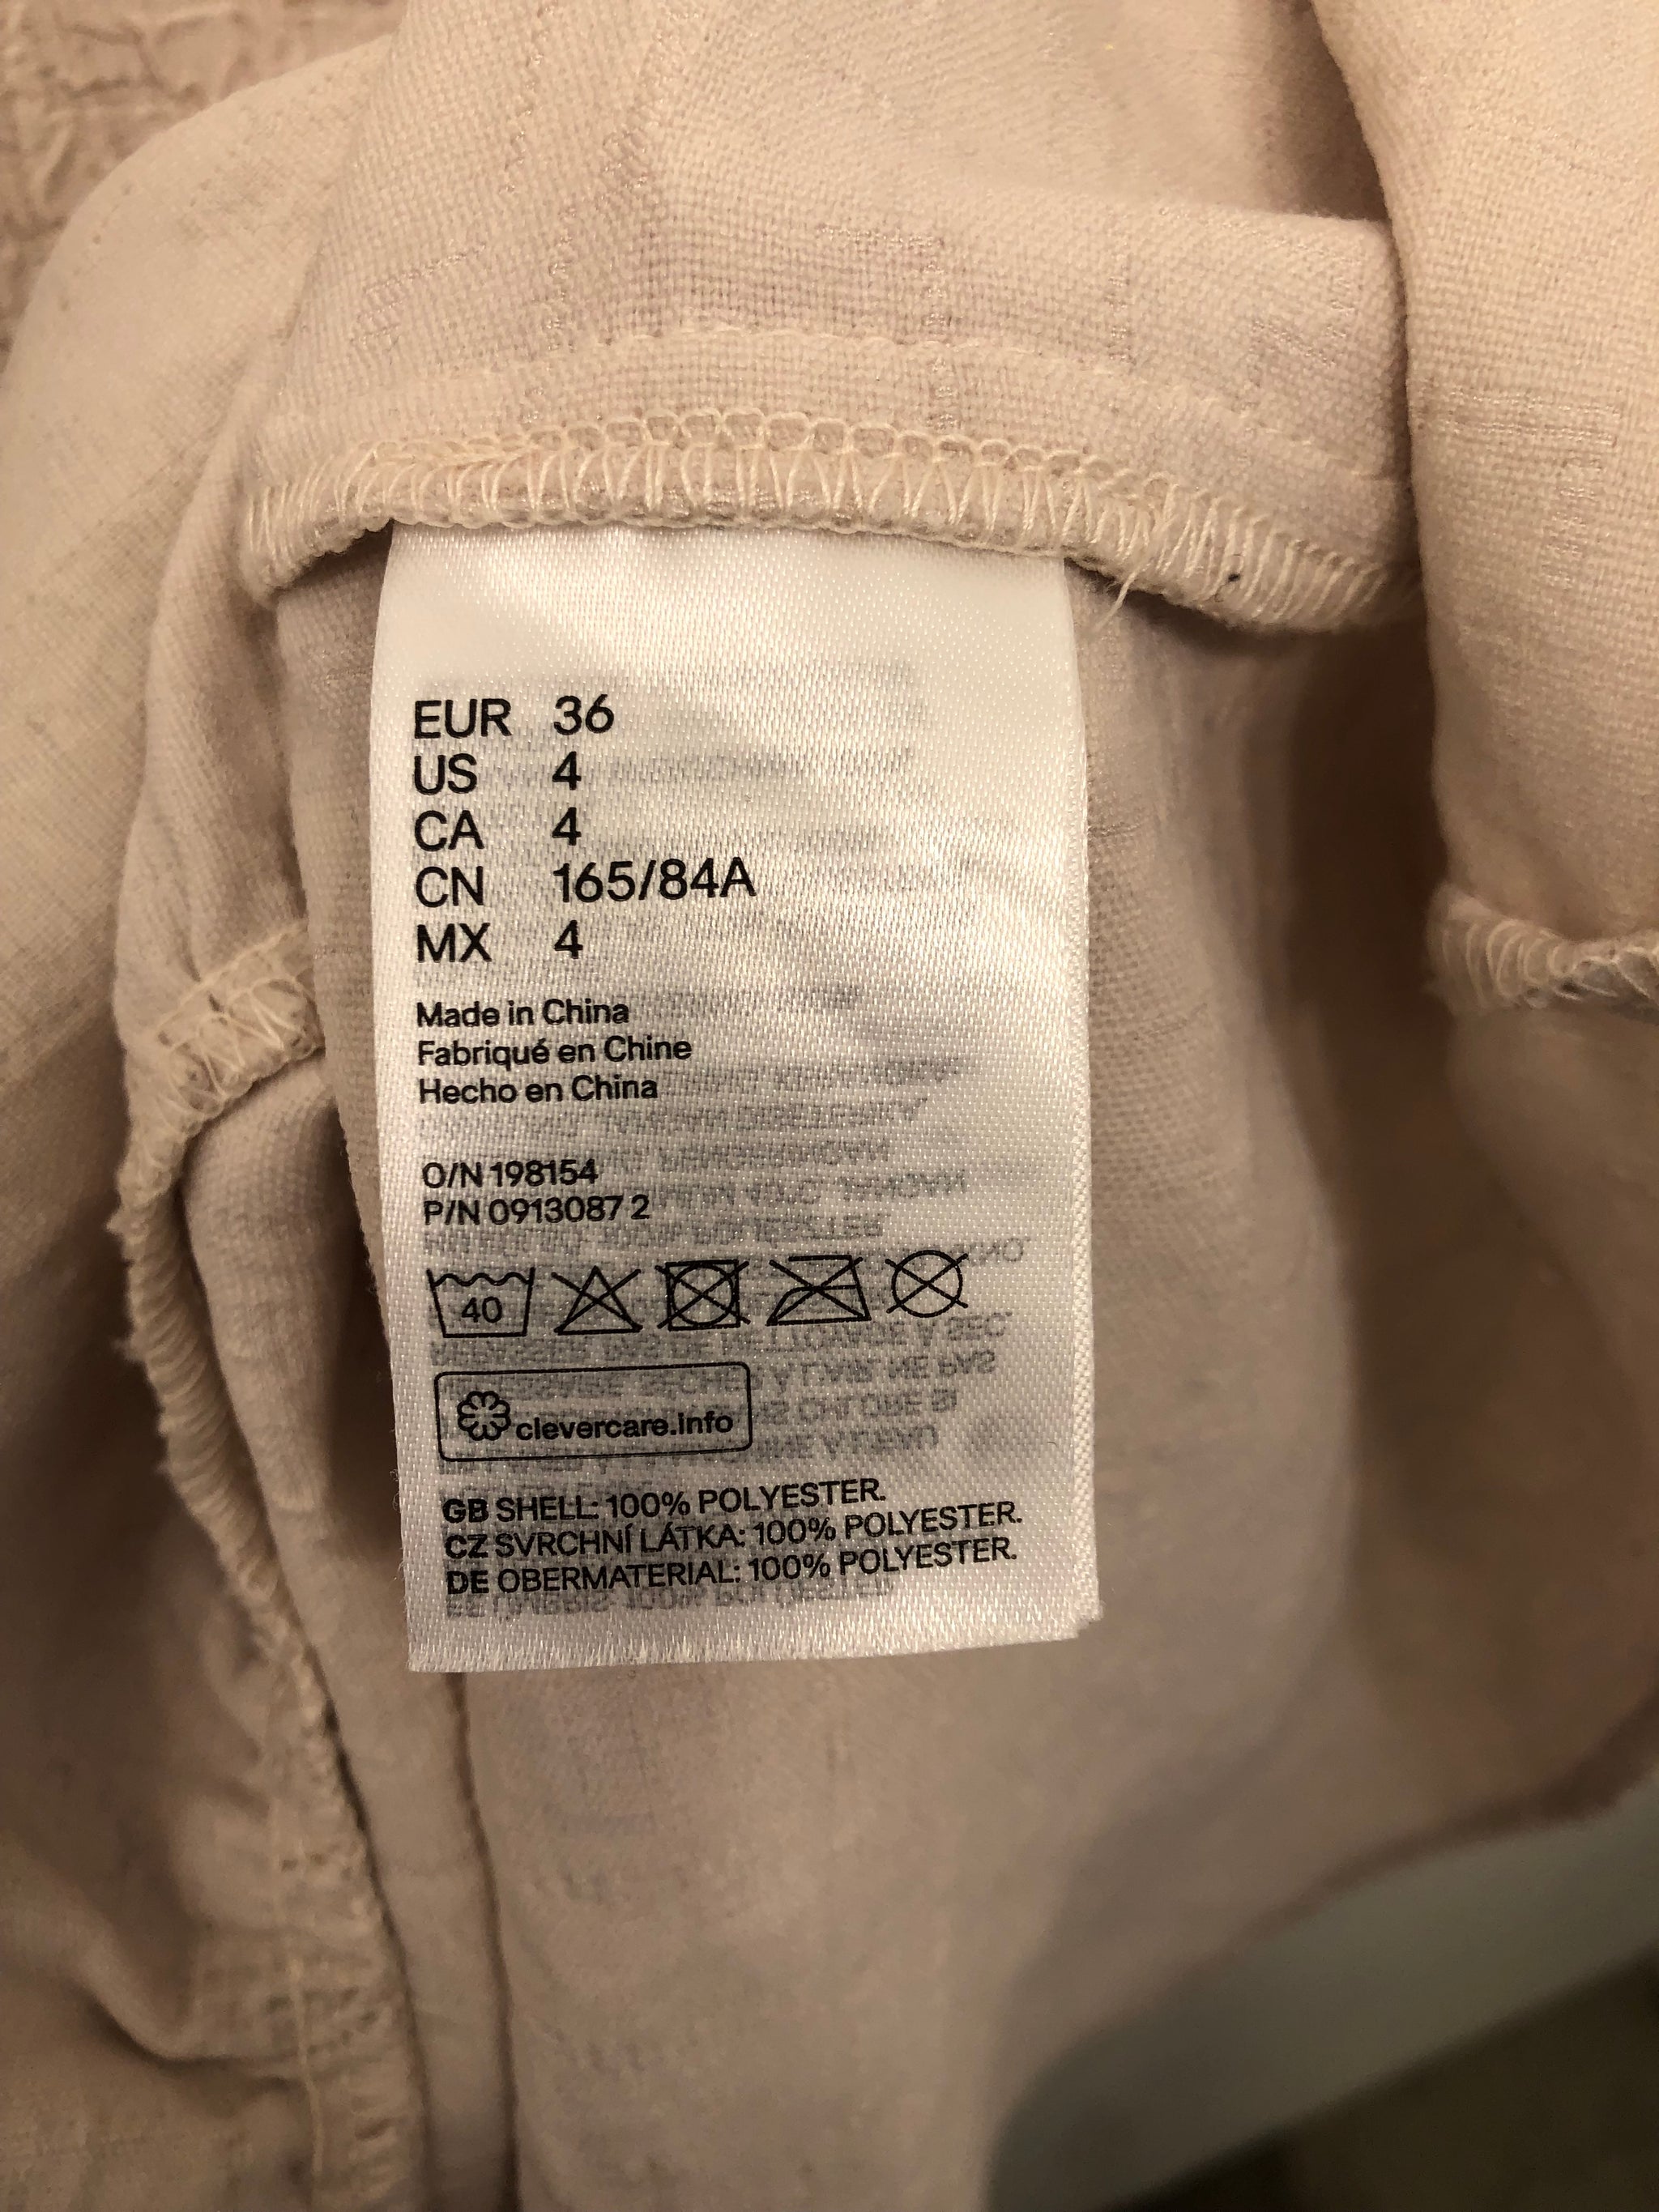 EUR 36
US 4
CA 4
CN 165/84A
MX 4
Made in China
Fabriqué en Chine
Hecho en China
O/N 198154
P/N 0913087 2
40
clevercare.info
GB SHELL: 100% POLYESTER.
CZ SVRCHNÍ LÁTKA: 100% POLYESTER.
DE OBERMATERIAL: 100% POLYESTER.